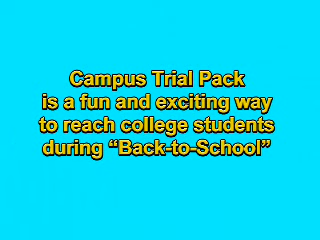 Campus Trial Pack
is a fun and exciting way
to reach college students
during “Back-to-School”